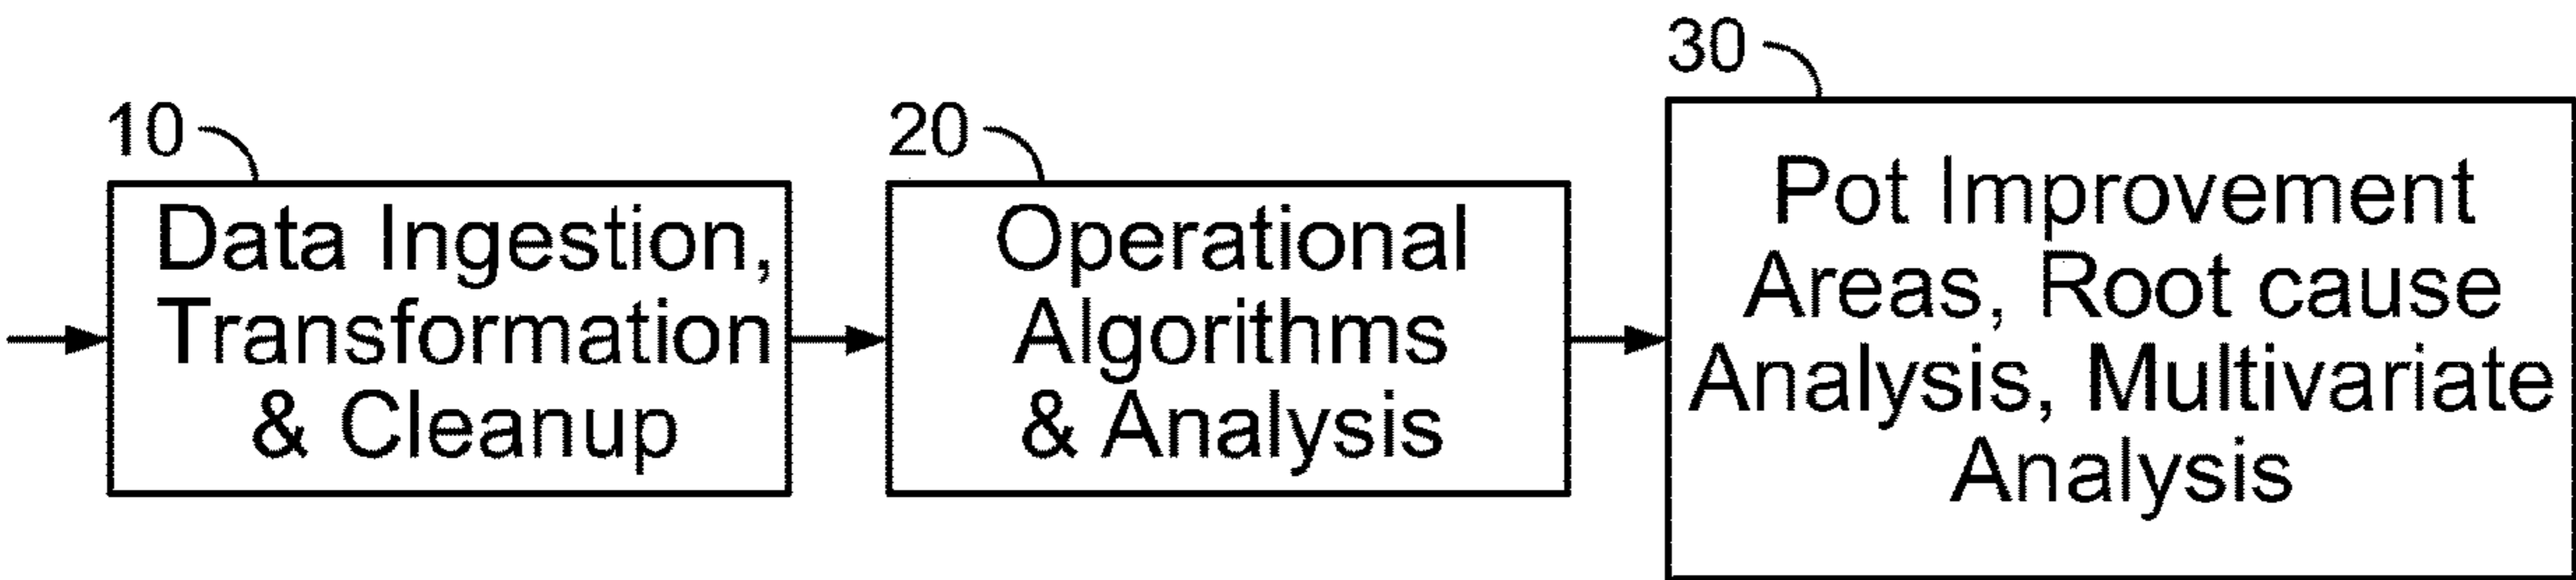 10
Data Ingestion,
Transformation
& Cleanup
20
Operational
Algorithms
& Analysis
30
Pot Improvement
Areas, Root cause
Analysis, Multivariate
Analysis